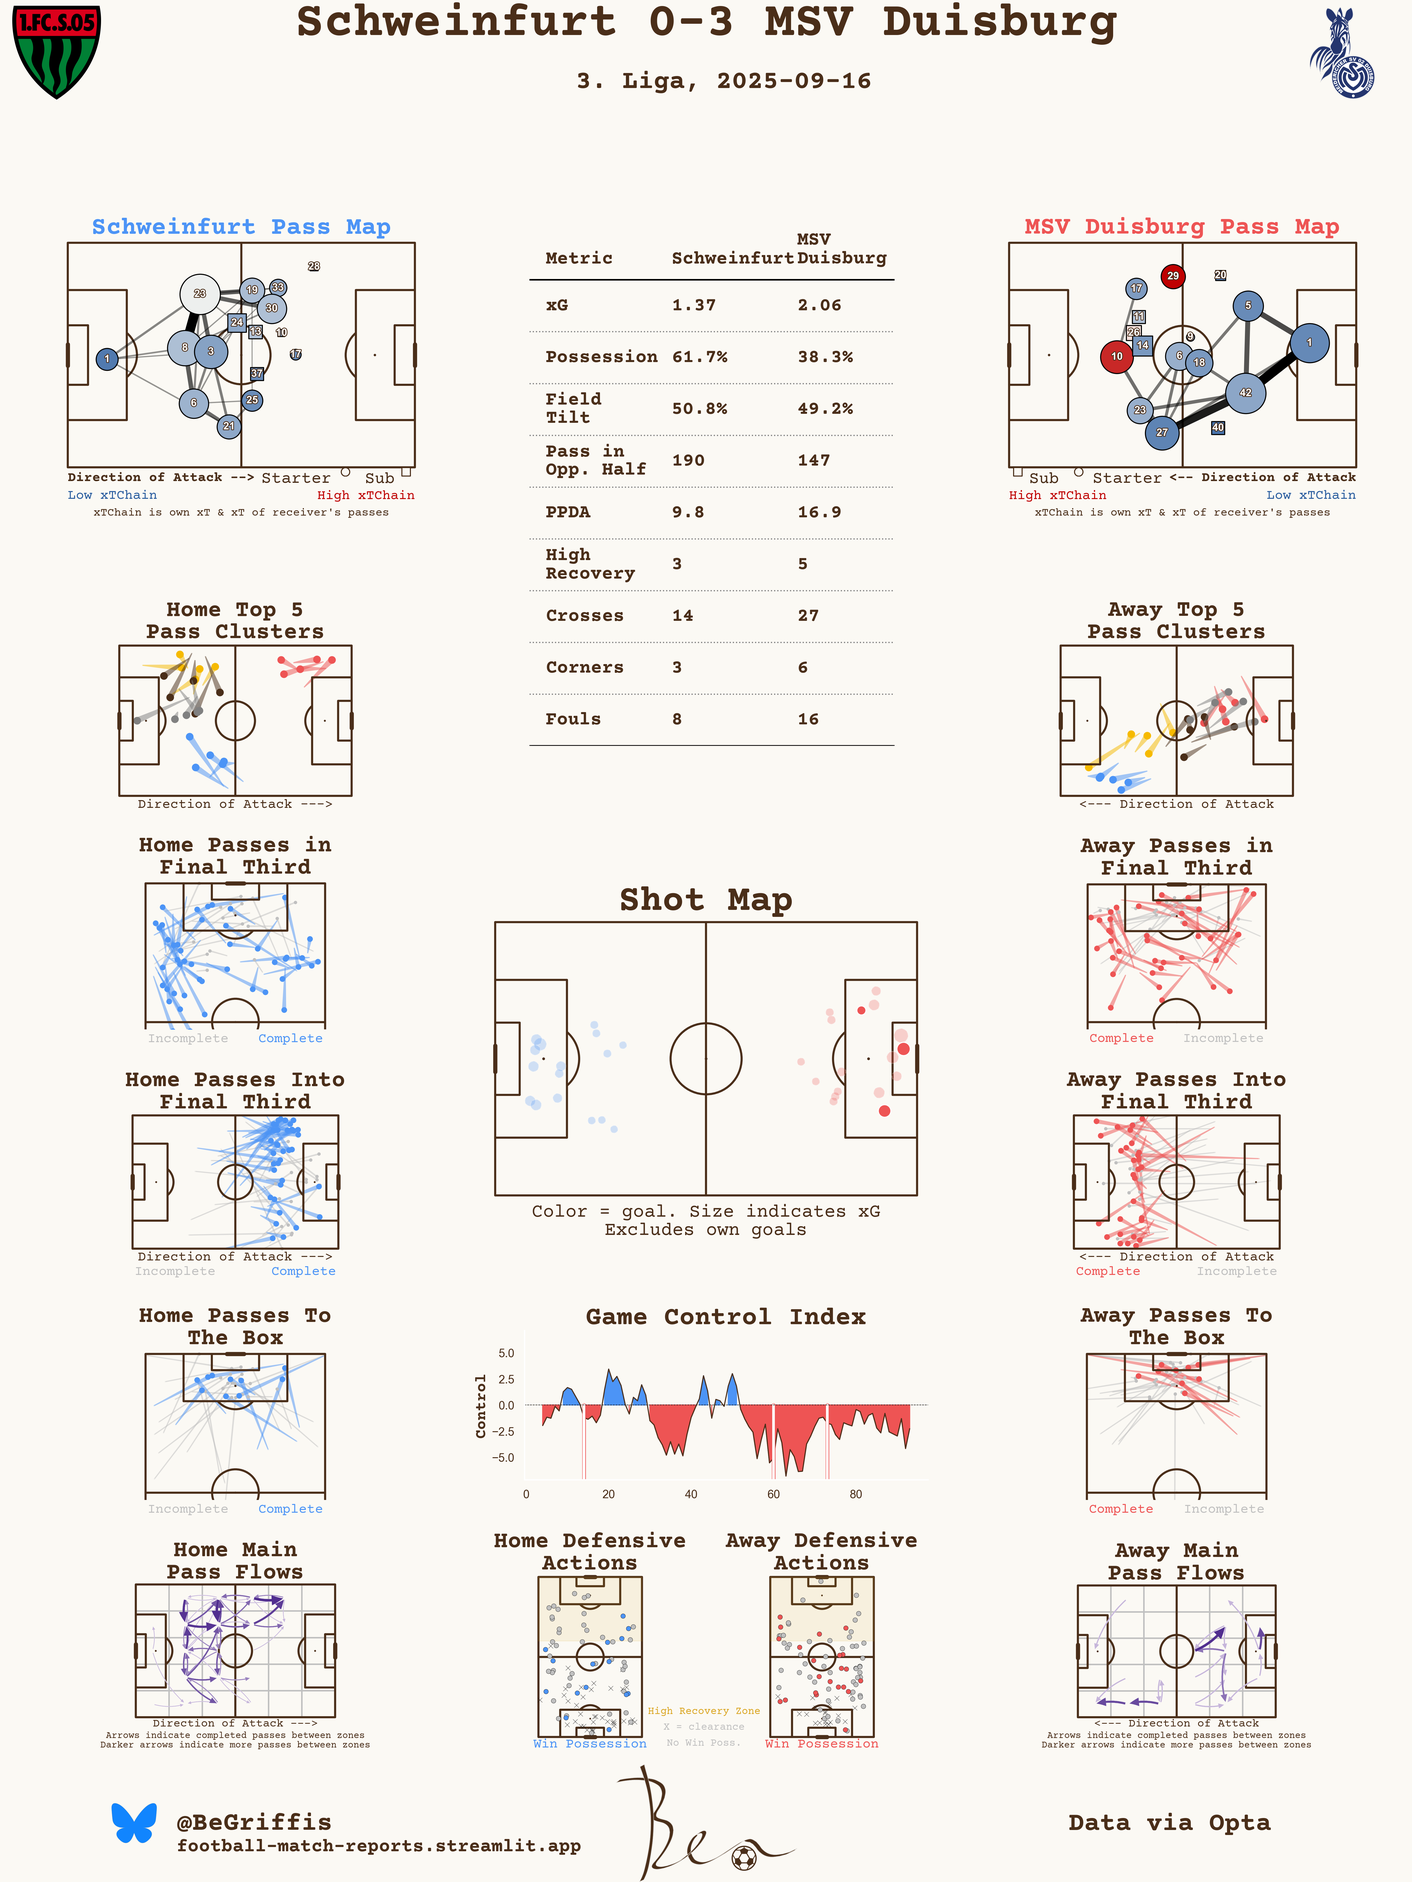 Schweinfurt 0-3 MSV Duisburg
3. Liga, 2025-09-16
1.FC.S.05
Schweinfurt Pass Map
28
23
19
33
30
24
13
10
8
3
17
1
37
6
25
21
Direction of Attack --> Starter Sub
Low xTChain High xTChain
xTChain is own xT & xT of receiver's passes
Metric Schweinfurt MSV Duisburg
xG 1.37 2.06
Possession 61.7% 38.3%
Field Tilt 50.8% 49.2%
Pass in Opp. Half 190 147
PPDA 9.8 16.9
High Recovery 3 5
Crosses 14 27
Corners 3 6
Fouls 8 16
MSV Duisburg Pass Map
29
20
17
5
11
26
9
14
10
6
18
1
42
23
27
40
Sub Starter <-- Direction of Attack
High xTChain Low xTChain
xTChain is own xT & xT of receiver's passes
Home Top 5
Pass Clusters
Direction of Attack --->
Away Top 5
Pass Clusters
<--- Direction of Attack
Home Passes in
Final Third
Incomplete Complete
Shot Map
Color = goal. Size indicates xG
Excludes own goals
Away Passes in
Final Third
Complete Incomplete
Home Passes Into
Final Third
Direction of Attack --->
Incomplete Complete
Away Passes Into
Final Third
<--- Direction of Attack
Complete Incomplete
Home Passes To
The Box
Incomplete Complete
Game Control Index
Control
5.0
2.5
0.0
−2.5
−5.0
0 20 40 60 80
Away Passes To
The Box
Complete Incomplete
Home Main
Pass Flows
Direction of Attack --->
Arrows indicate completed passes between zones
Darker arrows indicate more passes between zones
Home Defensive
Actions
Win Possession
High Recovery Zone
X = clearance
No Win Poss.
Away Defensive
Actions
Win Possession
Away Main
Pass Flows
<--- Direction of Attack
Arrows indicate completed passes between zones
Darker arrows indicate more passes between zones
@BeGriffis
football-match-reports.streamlit.app
Ben
Data via Opta